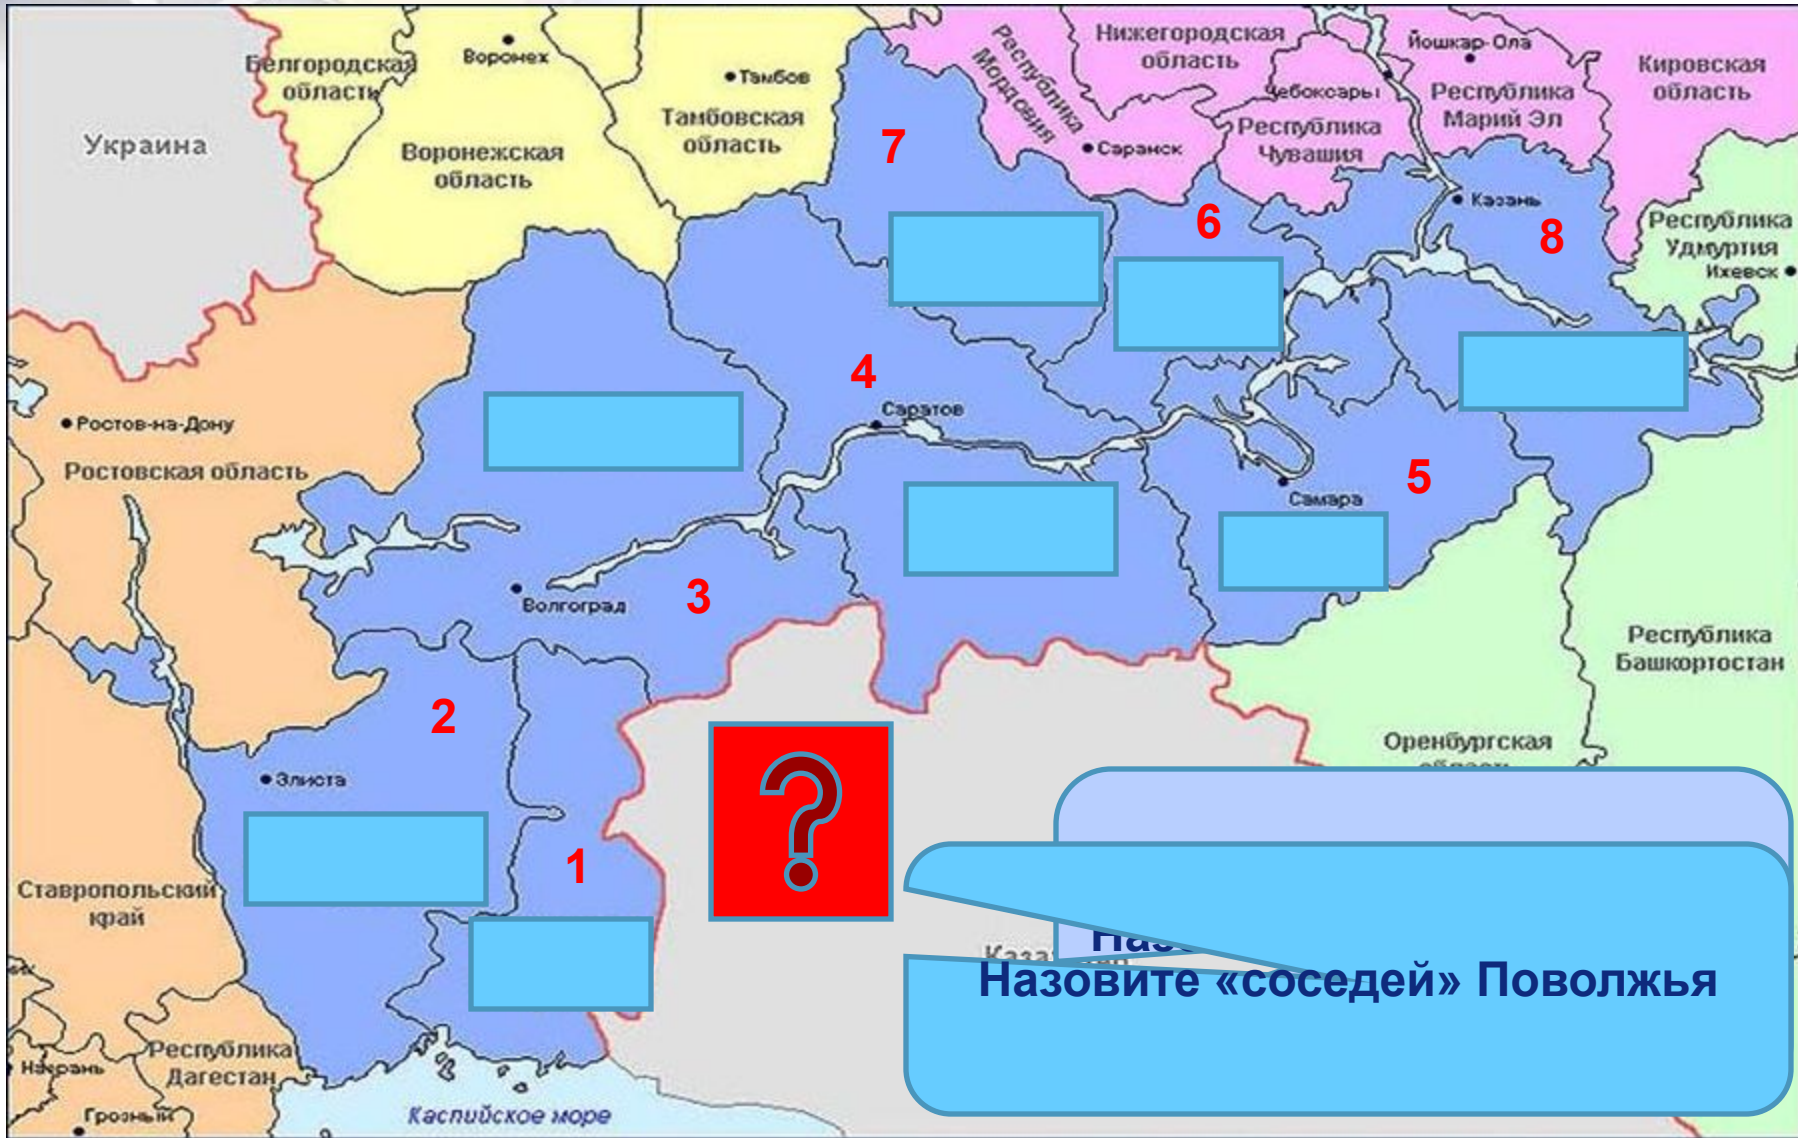 Белгородская
область
Воронех
Тамбов
Тамбовская
область
Республика
Мордовия
Нижегородская
область
Йошкар-Ола
Кировская
область
Украина
Воронежская
область
7
Саранск
Чебоксары
Республика
Чувашия
Республика
Марий Эл
Казань
6
8
Республика
Удмуртия
Ихевск
4
Саратов
Ростов-на-Дону
Ростовская область
5
Самара
3
Волгоград
Республика
Башкортостан
2
Элиста
Оренбургская
1
Ставропольский
край
Назовите «соседей» Поволжья
Республика
Дагестан
Грозный
Каспийское море